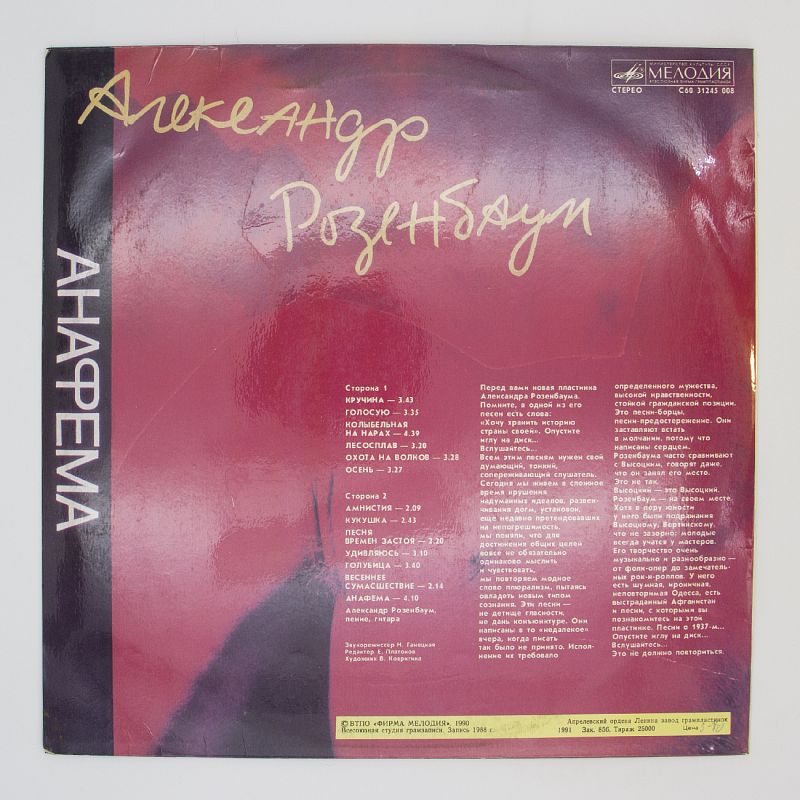 МИНИСТЕРСТВО КУЛЬТУРЫ СССР
МЕЛОДИЯ
ВСЕСОЮЗНАЯ ФИРМА ГРАМПЛАСТИНОК
СТЕРЕО С60 31245 008
Александр
Розенбаум
АНАФЕМА
Сторона 1
КРУЧИНА — 3.43
ГОЛОСУЮ — 3.35
КОЛЫБЕЛЬНАЯ
НА НАРАХ — 4.39
ЛЕСОСПЛАВ — 3.20
ОХОТА НА ВОЛКОВ — 3.28
ОСЕНЬ — 3.27
Сторона 2
АМНИСТИЯ — 2.09
КУКУШКА — 2.43
ПЕСНЯ
ВРЕМЕН ЗАСТОЯ — 2.20
УДИВЛЯЮСЬ — 3.10
ГОЛУБИЦА — 3.40
ВЕСЕННЕЕ
СУМАСШЕСТВИЕ — 2.14
АНАФЕМА — 4.10
Александр Розенбаум,
пение, гитара
Звукорежиссер Н. Ганецкая
Редактор Е. Платонов
Художник В. Ковригина
Перед вами новая пластинка
Александра Розенбаума.
Помните, в одной из его
песен есть слова:
«Хочу хранить историю
страны своей». Опустите
иглу на диск...
Вслушайтесь...
Всем этим песням нужен свой
думающий, тонкий,
сопереживающий слушатель.
Сегодня мы живем в сложное
время крушения
надуманных идеалов, развен-
чивания догм, установок,
еще недавно претендовавших
на непогрешимость,
мы поняли, что для
достижения общих целей
вовсе не обязательно
одинаково мыслить
и чувствовать,
мы повторяем модное
слово плюрализм, пытаясь
овладеть новым типом
сознания. Эти песни —
не детище гласности,
не дань конъюнктуре. Они
написаны в то «недалекое»
вчера, когда писать
так было не принято. Испол-
нение их требовало
определенного мужества,
высокой нравственности,
стойкой гражданской позиции.
Это песни-борцы,
песни-предостережения. Они
заставляют встать
в молчании, потому что
написаны сердцем.
Розенбаума часто сравнивают
с Высоцким, говорят даже,
что он занял его место.
Это не так.
Высоцкий — это Высоцкий.
Розенбаум — на своем месте.
Хотя в пору юности
у него были подражания
Высоцкому, Вертинскому,
что не зазорно: молодые
всегда учатся у мастеров.
Его творчество очень
музыкально и разнообразно —
от фолк-опер до замечатель-
ных рок-н-роллов. У него
есть шумная, ироничная,
неповторимая Одесса, есть
выстраданный Афганистан
и песни, с которыми вы
познакомитесь на этой
пластинке. Песни о 1937-м...
Опустите иглу на диск...
Вслушайтесь...
Это не должно повториться.
© ВТПО «ФИРМА МЕЛОДИЯ», 1990
Всесоюзная студия грамзаписи. Запись 1988 г.
Апрелевский ордена Ленина завод грампластинок
1991 Зак. 856. Тираж 25000 Цена